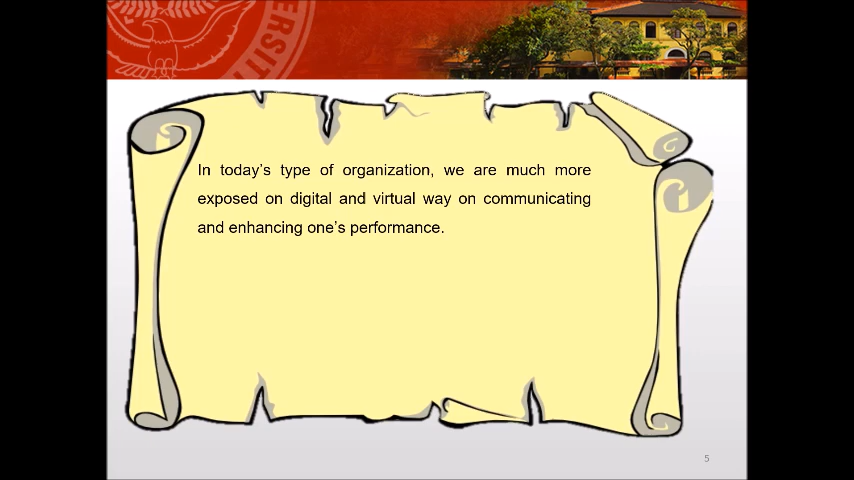 ERSIT
In today's type of organization, we are much more
exposed on digital and virtual way on communicating
and enhancing one's performance.
5